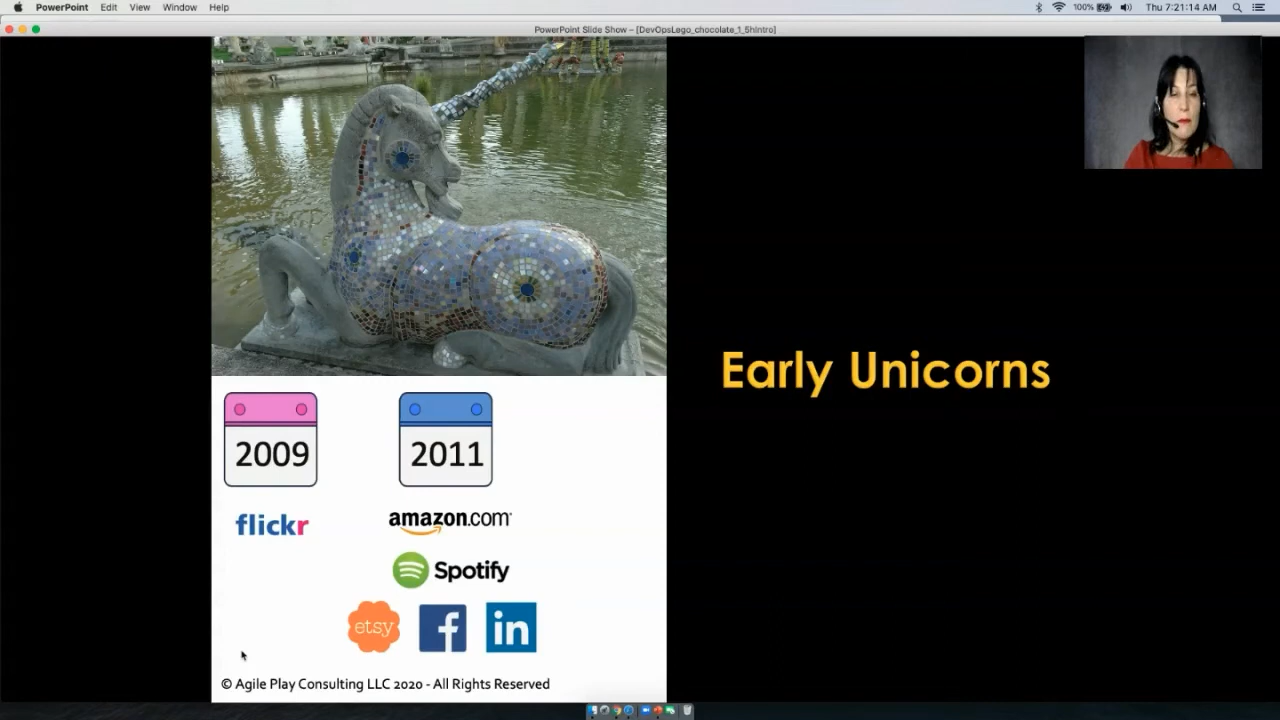 PowerPoint Edit View Window Help
100% Thu 7:21:14 AM
PowerPoint Slide Show - [DevOpsLego_chocolate_1_5hIntro]
Early Unicorns
2009 2011
flickr amazon.com
Spotify
etsy f in
© Agile Play Consulting LLC 2020 - All Rights Reserved